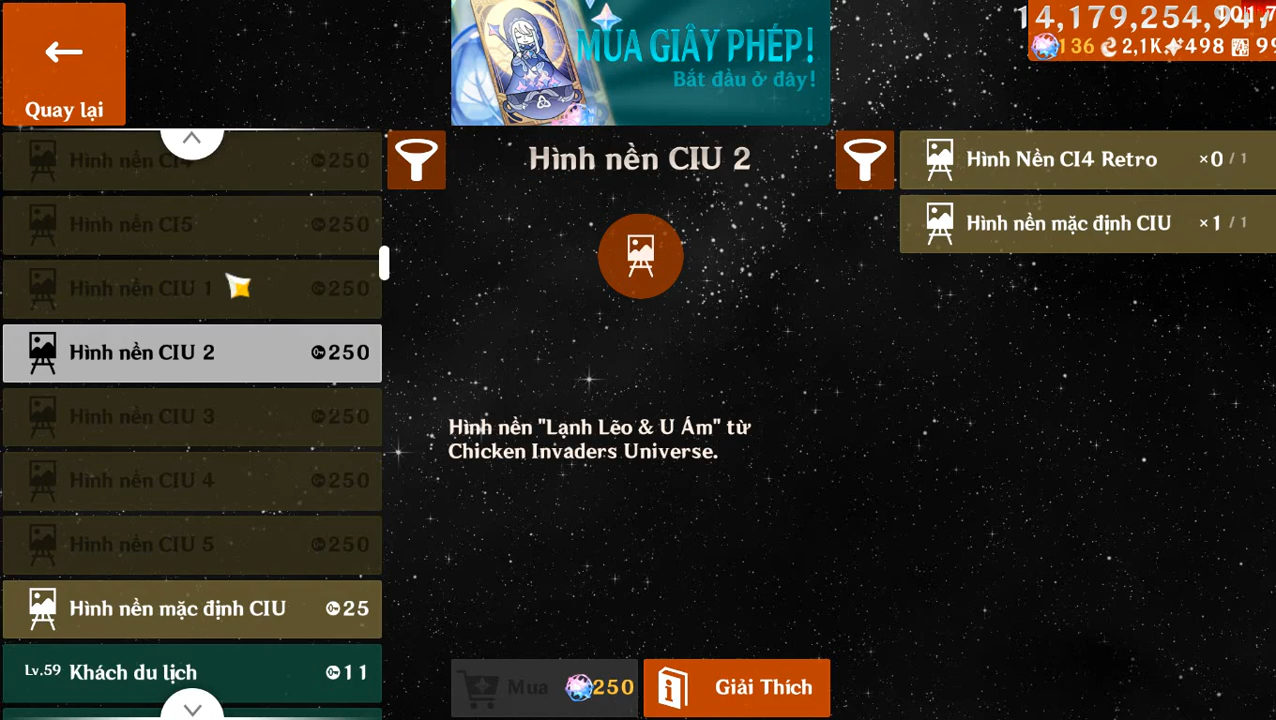 Quay lại
MUA GIẤY PHÉP!
Bắt đầu ở đây!
136 2,1K 498
Hình nền CI4 250
Hình nền CI5 250
Hình nền CIU 1 250
Hình nền CIU 2 250
Hình nền CIU 3 250
Hình nền CIU 4 250
Hình nền CIU 5 250
Hình nền mặc định CIU 25
Lv.59 Khách du lịch 11
Hình nền CIU 2
Hình nền "Lạnh Lẽo & U Ám" từ
Chicken Invaders Universe.
Mua 250
Giải Thích
Hình Nền CI4 Retro ×0 / 1
Hình nền mặc định CIU ×1 / 1